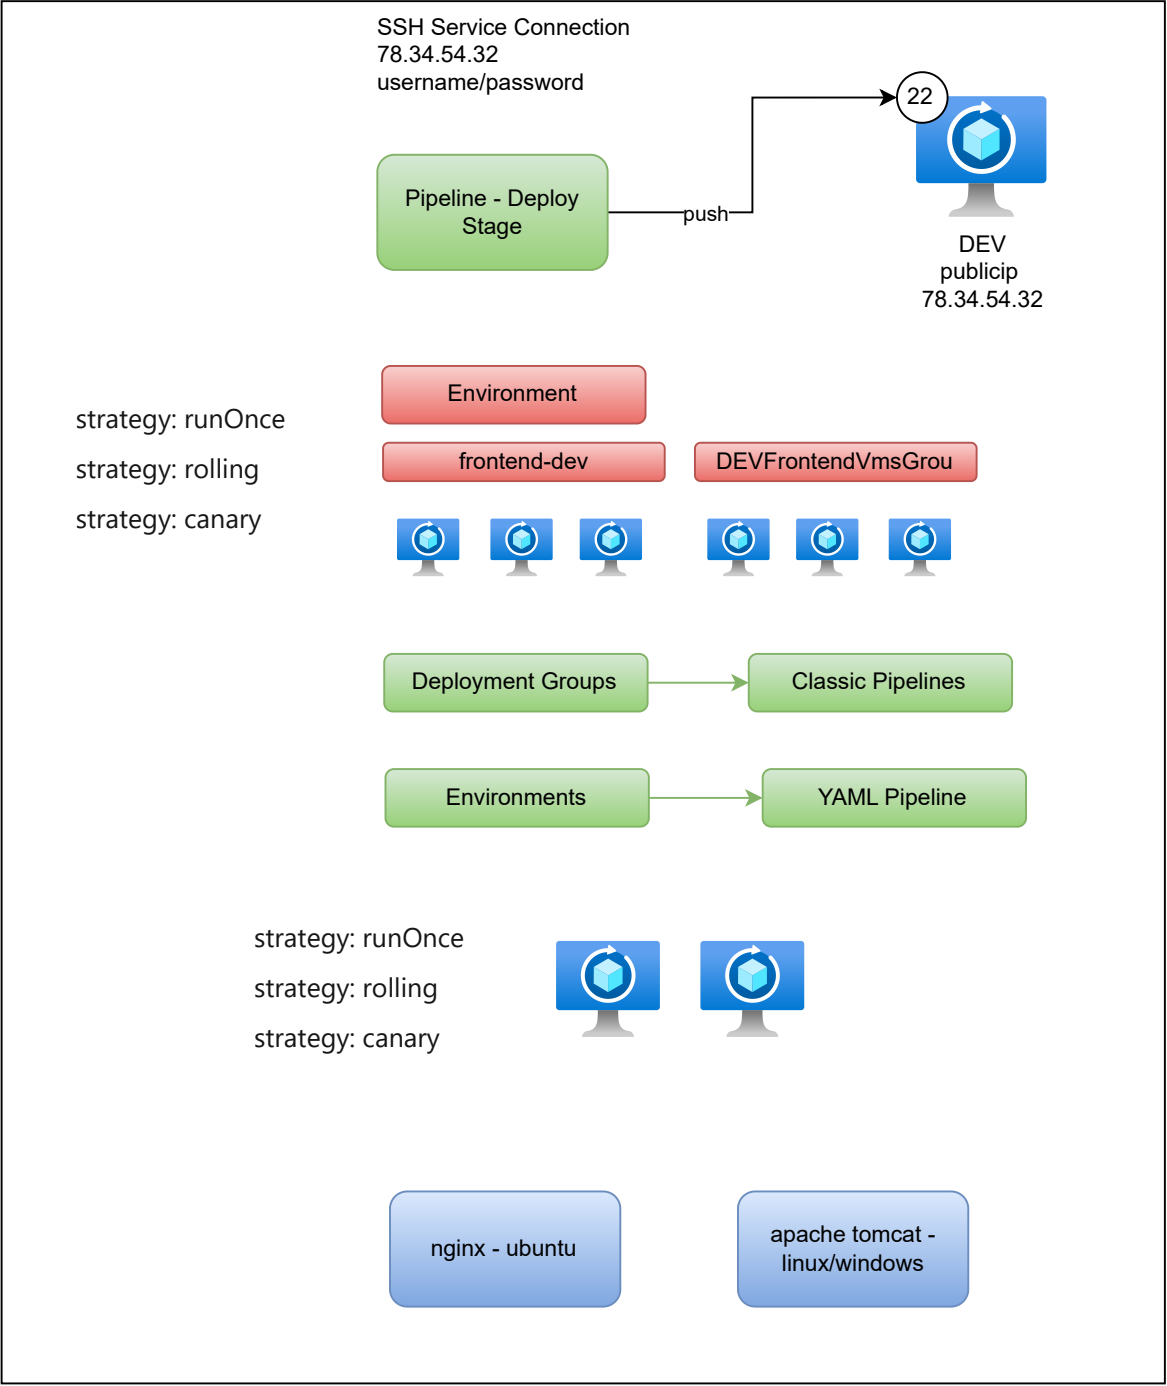 SSH Service Connection
78.34.54.32
username/password
22
Pipeline - Deploy
Stage
push
DEV
publicip
78.34.54.32
Environment
strategy: runOnce
frontend-dev
DEVFrontendVmsGrou
strategy: rolling
strategy: canary
Deployment Groups
Classic Pipelines
Environments
YAML Pipeline
strategy: runOnce
strategy: rolling
strategy: canary
nginx - ubuntu
apache tomcat -
linux/windows